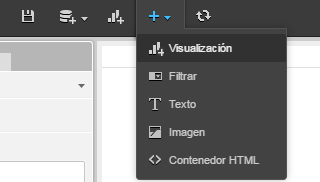 Visualización
Filtrar
Texto
Imagen
Contenedor HTML